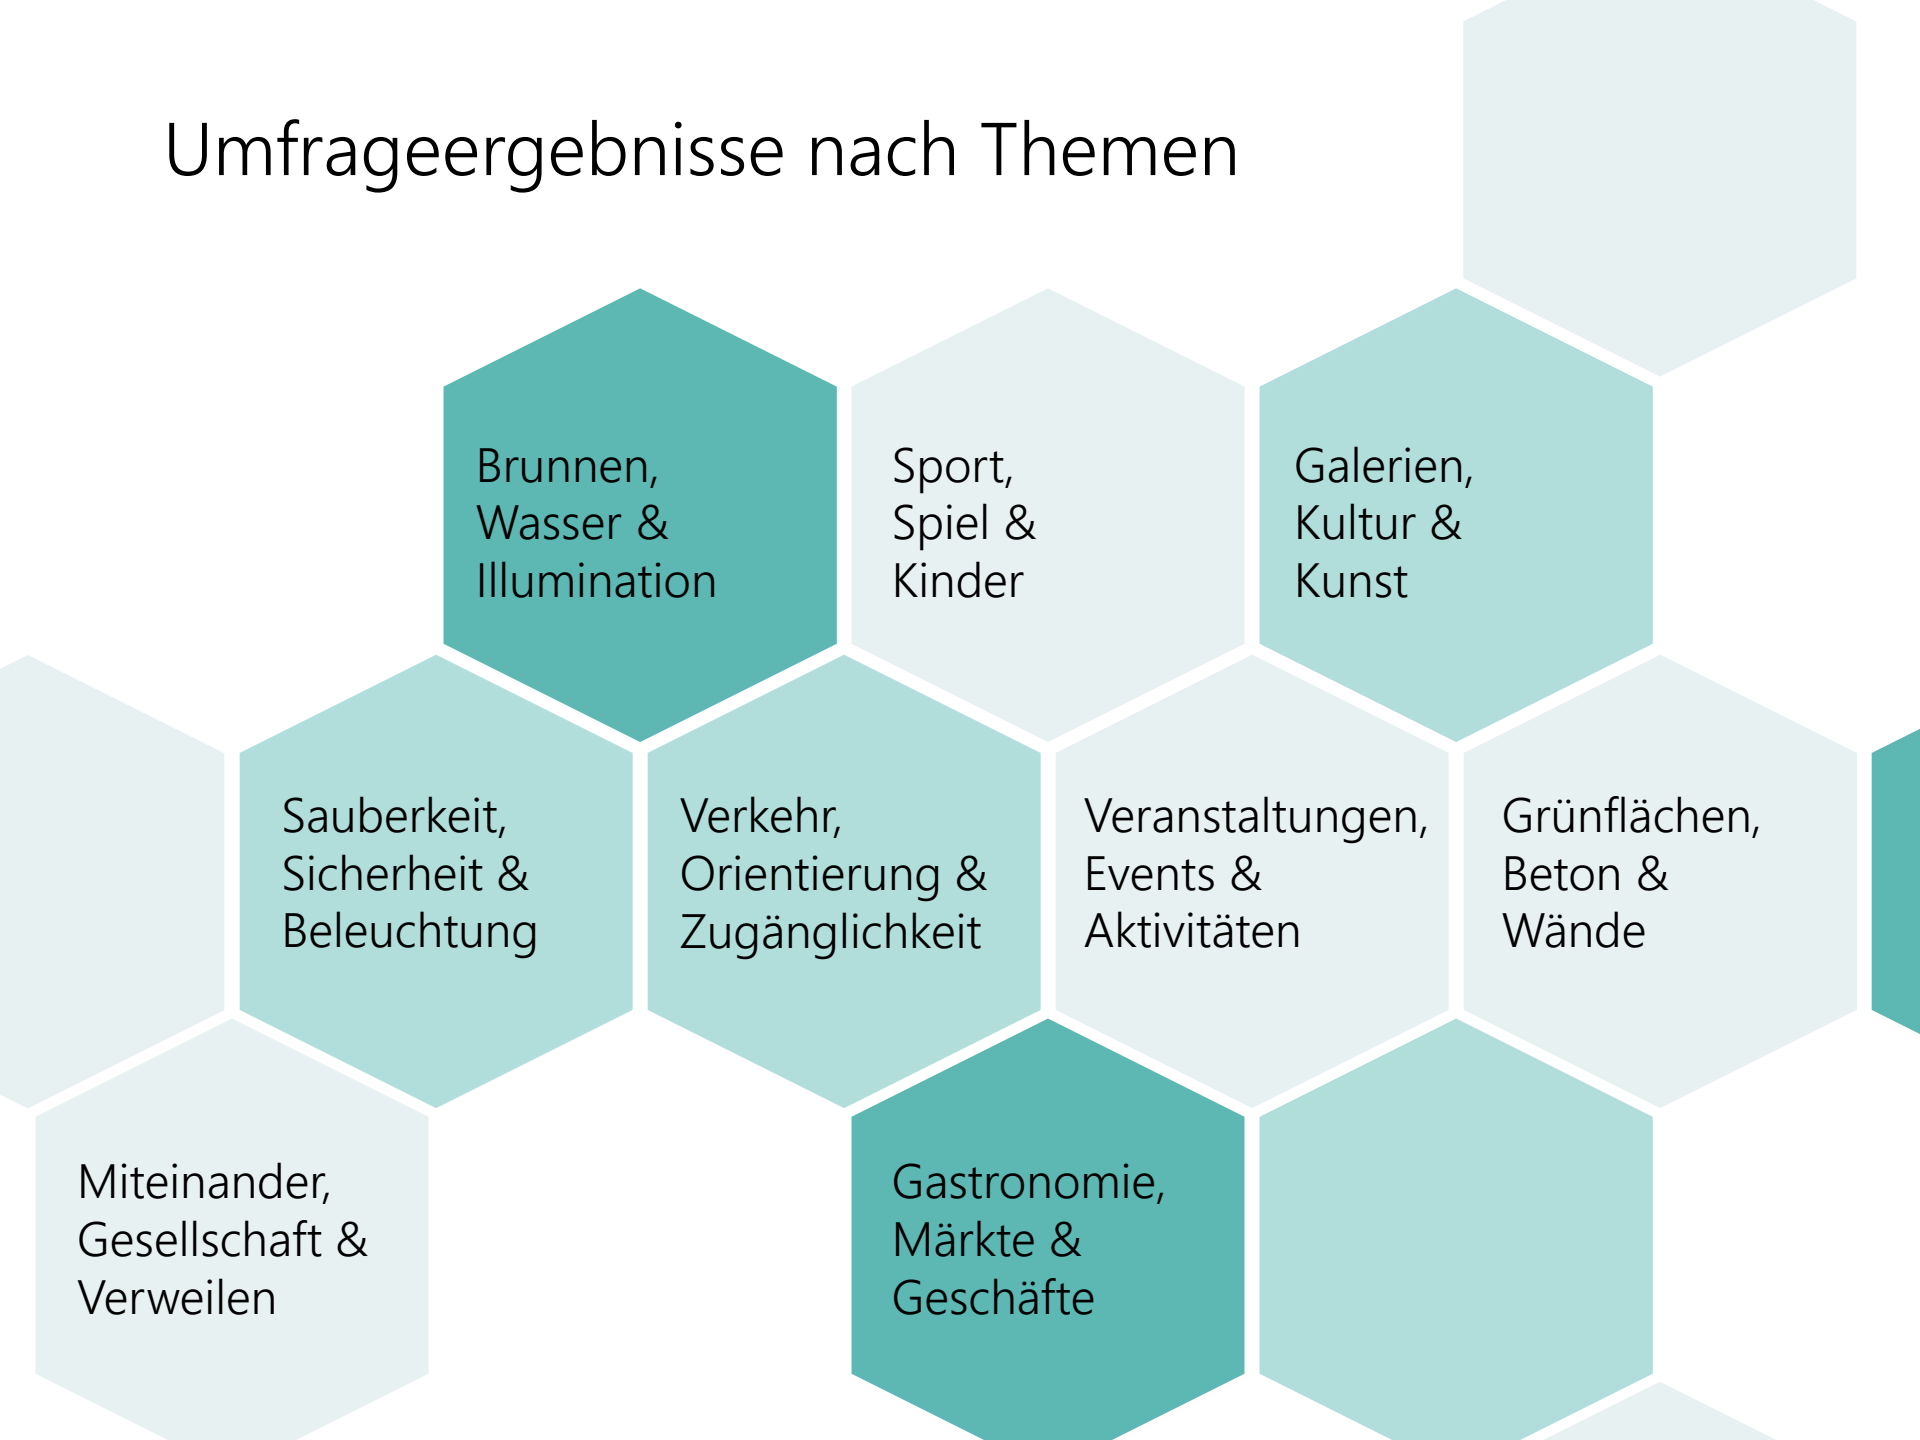 Umfrageergebnisse nach Themen
Brunnen,
Wasser &
Illumination
Sport,
Spiel &
Kinder
Galerien,
Kultur &
Kunst
Sauberkeit,
Sicherheit &
Beleuchtung
Verkehr,
Orientierung &
Zugänglichkeit
Veranstaltungen,
Events &
Aktivitäten
Grünflächen,
Beton &
Wände
Miteinander,
Gesellschaft &
Verweilen
Gastronomie,
Märkte &
Geschäfte